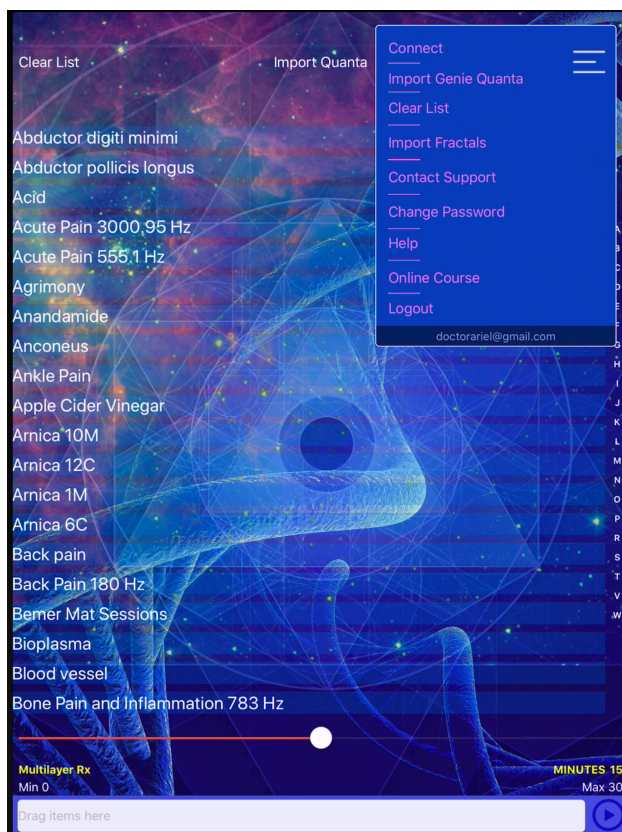 Clear List
Import Quanta
Connect
Import Genie Quanta
Clear List
Import Fractals
Contact Support
Change Password
Help
Online Course
Logout
doctorariel@gmail.com
Abductor digiti minimi
Abductor pollicis longus
Acid
Acute Pain 3000,95 Hz
Acute Pain 555,1 Hz
Agrimony
Anandamide
Anconeus
Ankle Pain
Apple Cider Vinegar
Arnica 10M
Arnica 12C
Arnica 1M
Arnica 6C
Back pain
Back Pain 180 Hz
Bemer Mat Sessions
Bioplasma
Blood vessel
Bone Pain and Inflammation 783 Hz
A
B
C
D
E
F
G
H
I
J
K
L
M
N
O
P
R
S
T
V
W
Multilayer Rx
MINUTES 15
Min 0
Max 30
Drag items here